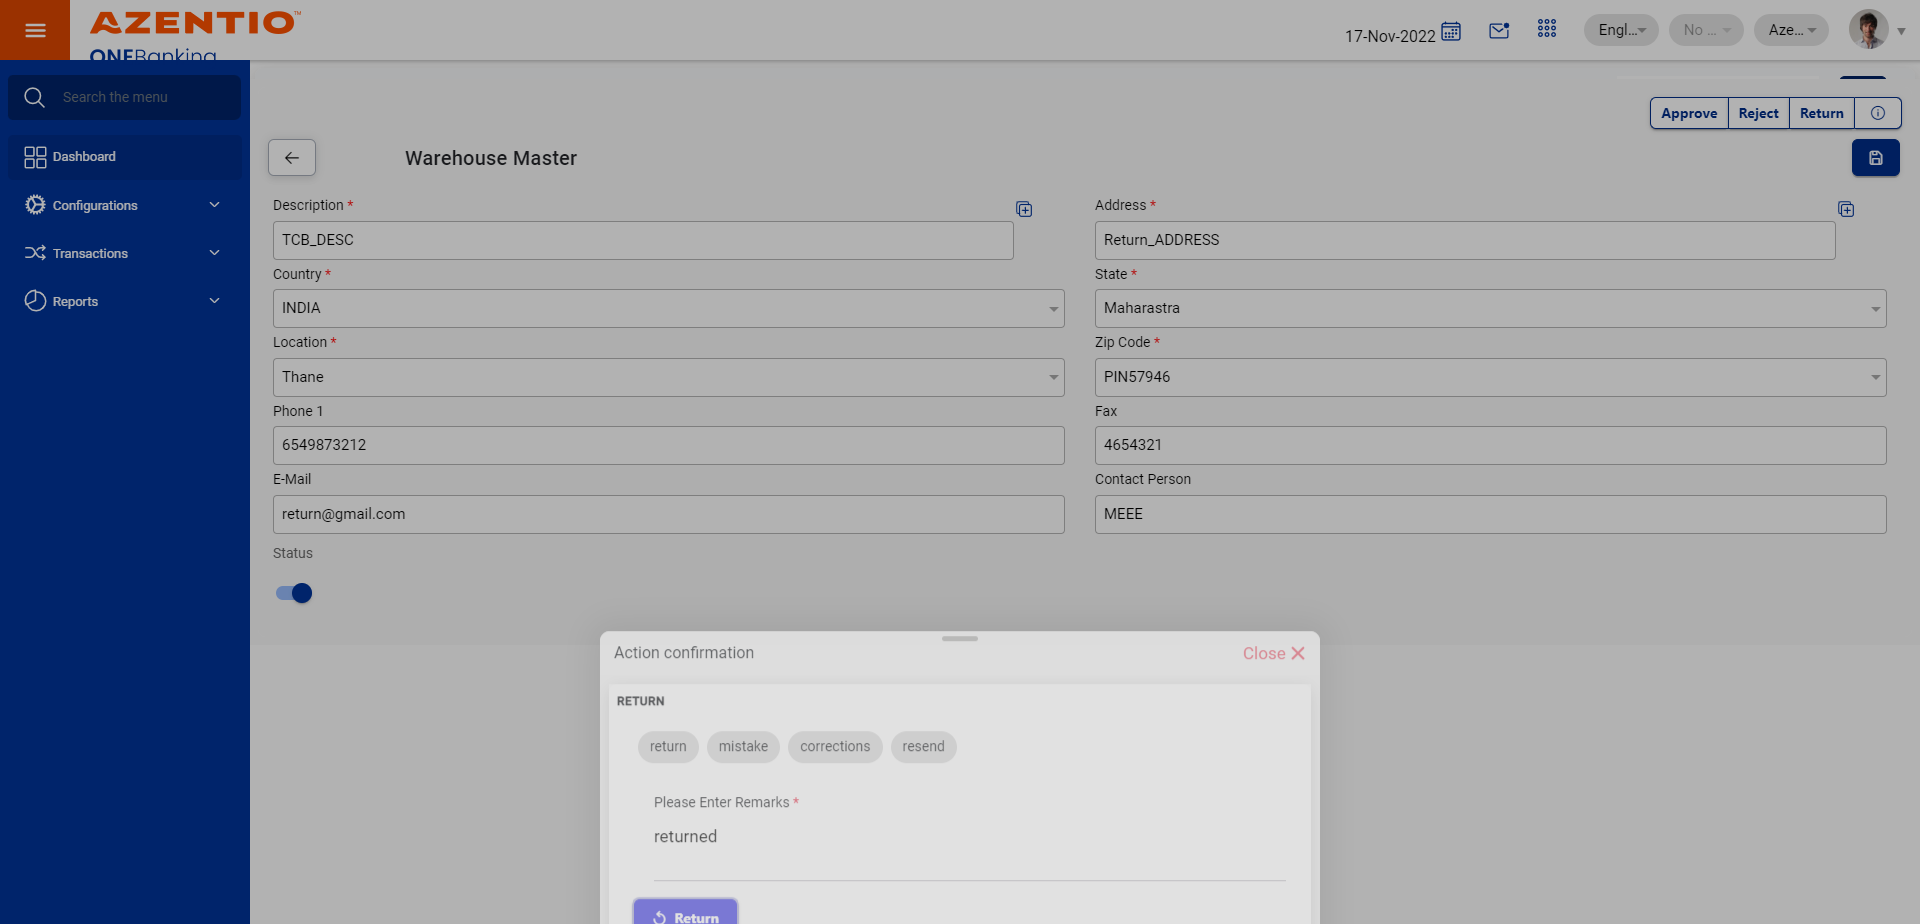 AZENTIO™
ONEBanking
17-Nov-2022
Engl...
No ...
Aze...
Search the menu
Dashboard
Configurations
Transactions
Reports
Approve
Reject
Return
Warehouse Master
Description *
TCB_DESC
Address *
Return_ADDRESS
Country *
INDIA
State *
Maharastra
Location *
Thane
Zip Code *
PIN57946
Phone 1
6549873212
Fax
4654321
E-Mail
return@gmail.com
Contact Person
MEEE
Status
Action confirmation
Close
RETURN
return
mistake
corrections
resend
Please Enter Remarks *
returned
Return